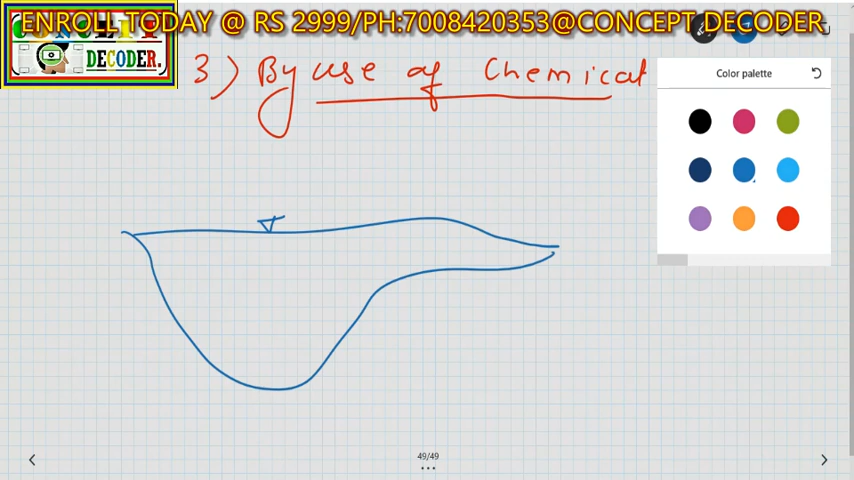 ENROLL TODAY @ RS 2999/PH:7008420353@CONCEPT DECODER
DECODER.
3) By use of Chemical
Color palette
49/49